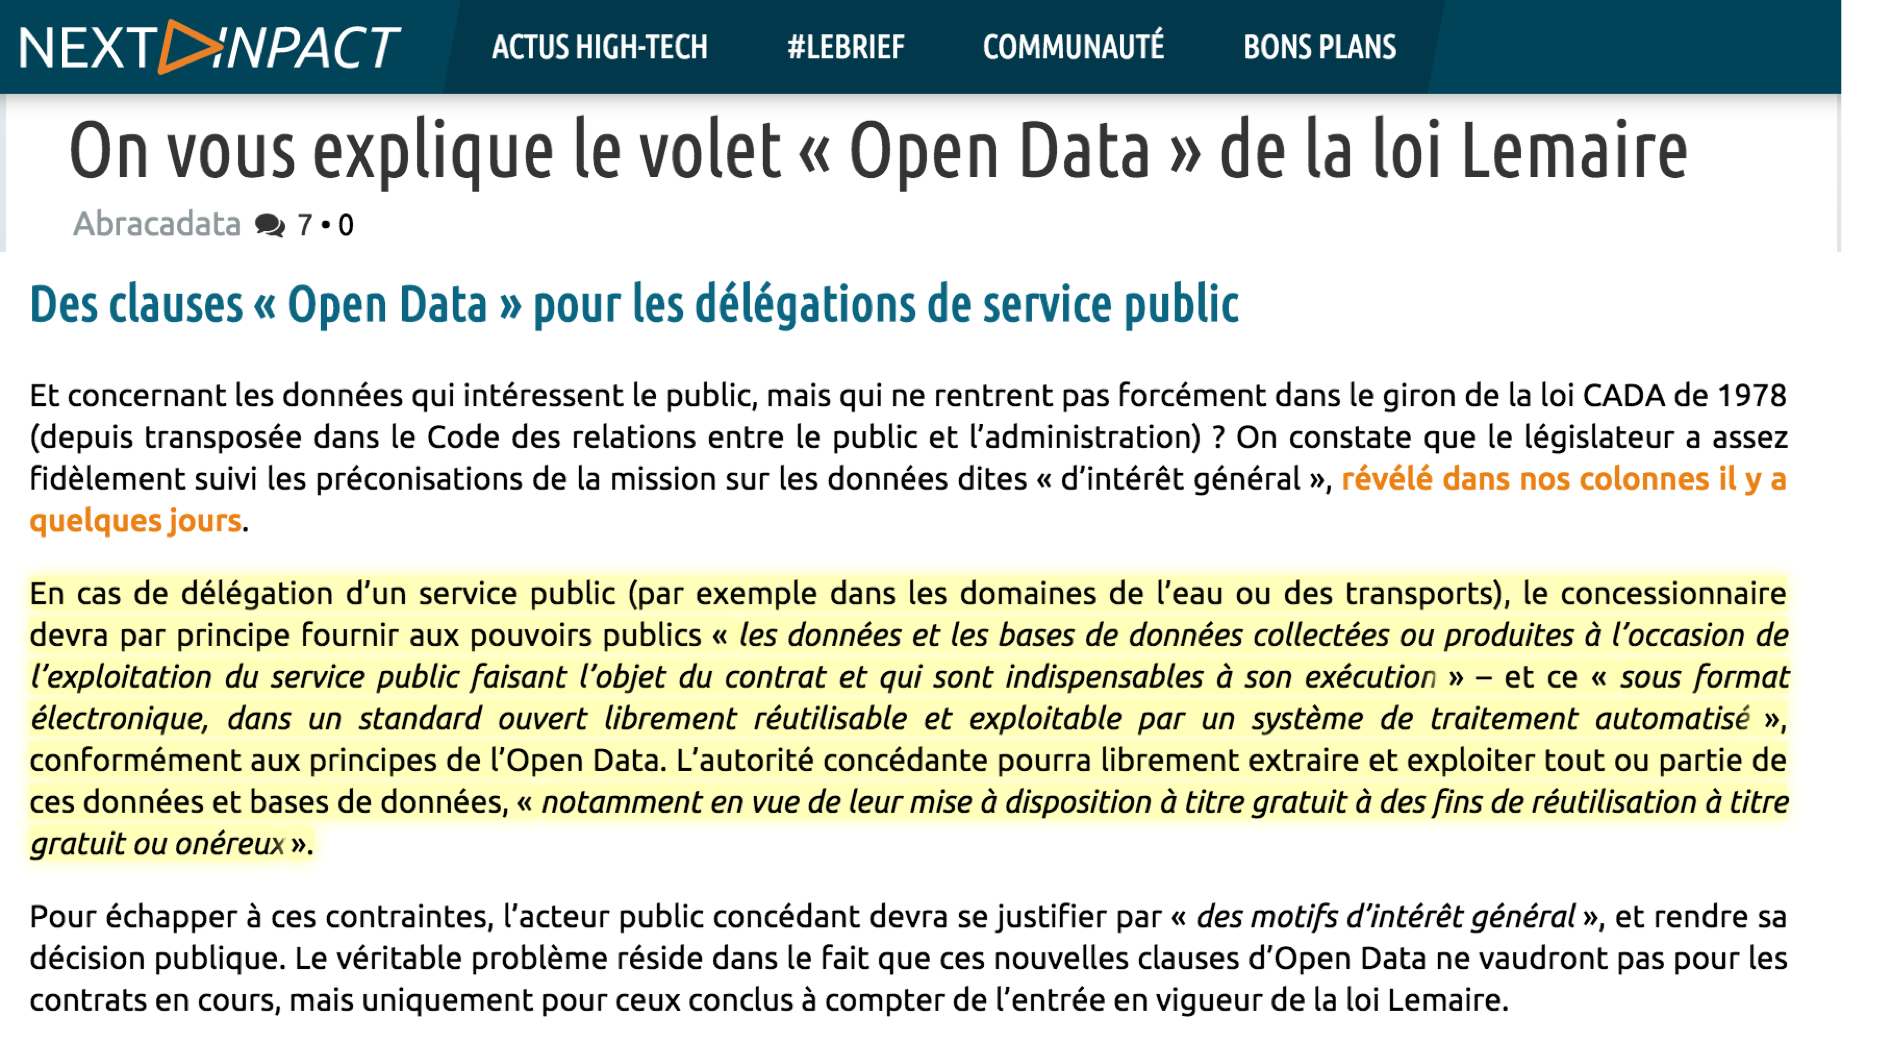 NEXT INPACT
ACTUS HIGH-TECH
#LEBRIEF
COMMUNAUTÉ
BONS PLANS
On vous explique le volet « Open Data » de la loi Lemaire
Abracadata 7 • 0
Des clauses « Open Data » pour les délégations de service public
Et concernant les données qui intéressent le public, mais qui ne rentrent pas forcément dans le giron de la loi CADA de 1978
(depuis transposée dans le Code des relations entre le public et l’administration) ? On constate que le législateur a assez
fidèlement suivi les préconisations de la mission sur les données dites « d’intérêt général », révélé dans nos colonnes il y a
quelques jours.
En cas de délégation d’un service public (par exemple dans les domaines de l’eau ou des transports), le concessionnaire
devra par principe fournir aux pouvoirs publics « les données et les bases de données collectées ou produites à l’occasion de
l’exploitation du service public faisant l’objet du contrat et qui sont indispensables à son exécution » – et ce « sous format
électronique, dans un standard ouvert librement réutilisable et exploitable par un système de traitement automatisé »,
conformément aux principes de l’Open Data. L’autorité concédante pourra librement extraire et exploiter tout ou partie de
ces données et bases de données, « notamment en vue de leur mise à disposition à titre gratuit à des fins de réutilisation à titre
gratuit ou onéreux ».
Pour échapper à ces contraintes, l’acteur public concédant devra se justifier par « des motifs d’intérêt général », et rendre sa
décision publique. Le véritable problème réside dans le fait que ces nouvelles clauses d’Open Data ne vaudront pas pour les
contrats en cours, mais uniquement pour ceux conclus à compter de l’entrée en vigueur de la loi Lemaire.